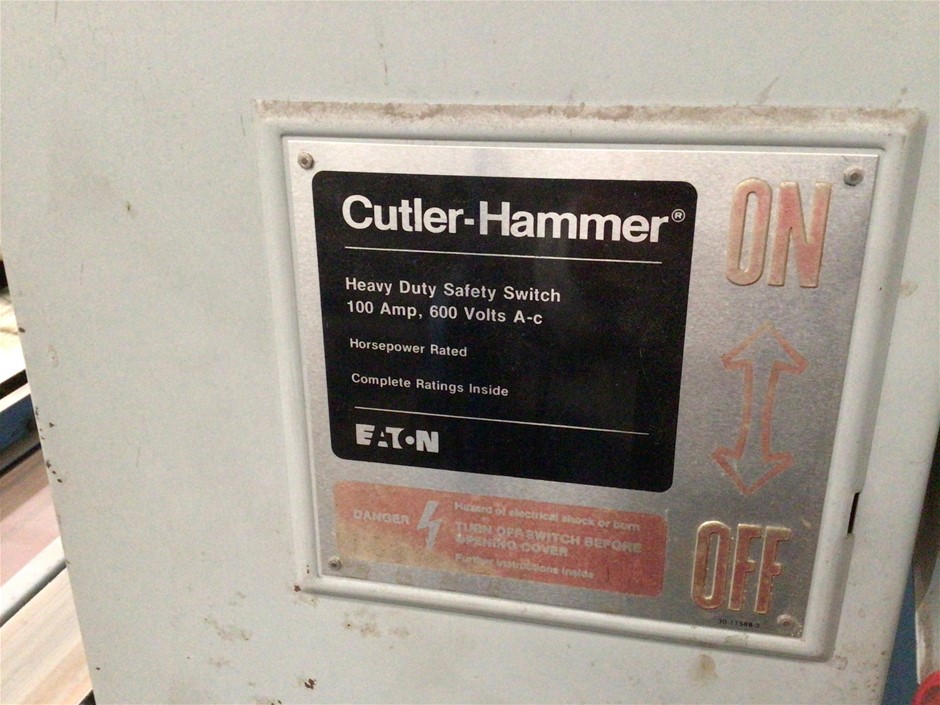 Cutler-Hammer®
Heavy Duty Safety Switch
100 Amp, 600 Volts A-c
Horsepower Rated
Complete Ratings Inside
EATON
ON
OFF
DANGER
Hazard of electrical shock or burn
TURN OFF SWITCH BEFORE
OPENING COVER
Further instructions inside